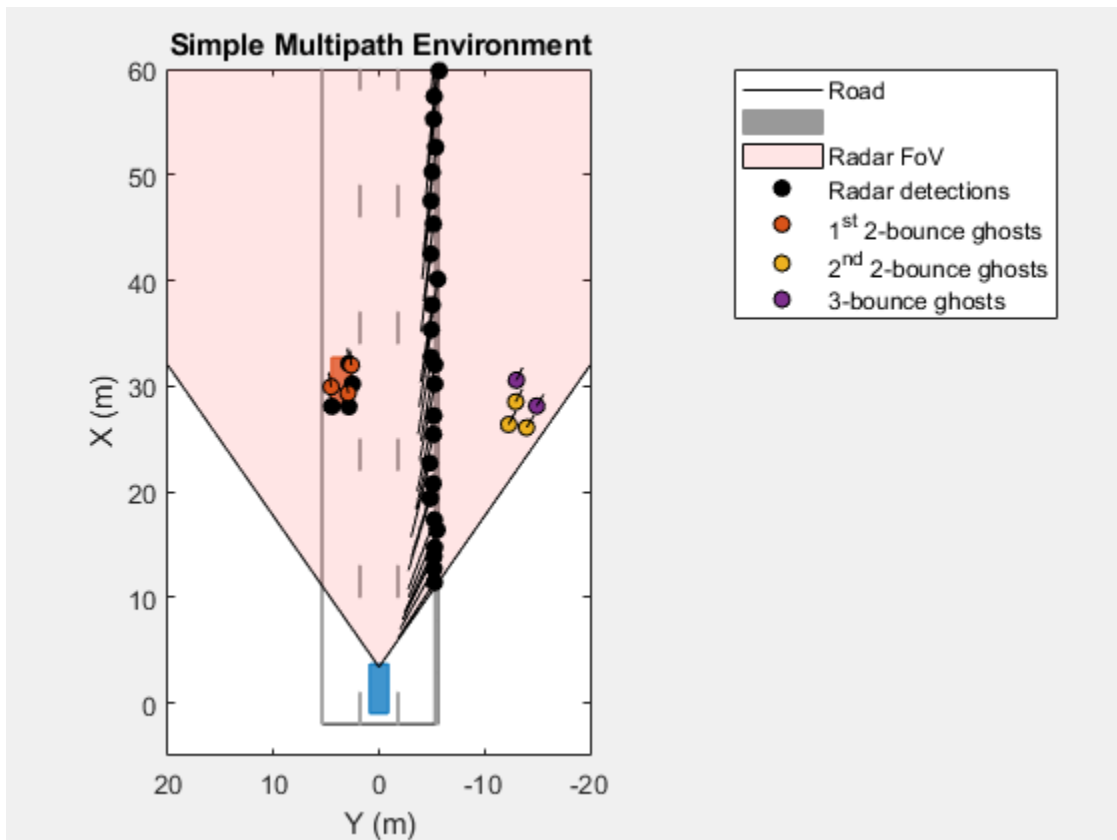 Simple Multipath Environment
60
50
40
30
20
10
0
X (m)
20 10 0 -10 -20
Y (m)
Road
Radar FoV
Radar detections
1st 2-bounce ghosts
2nd 2-bounce ghosts
3-bounce ghosts